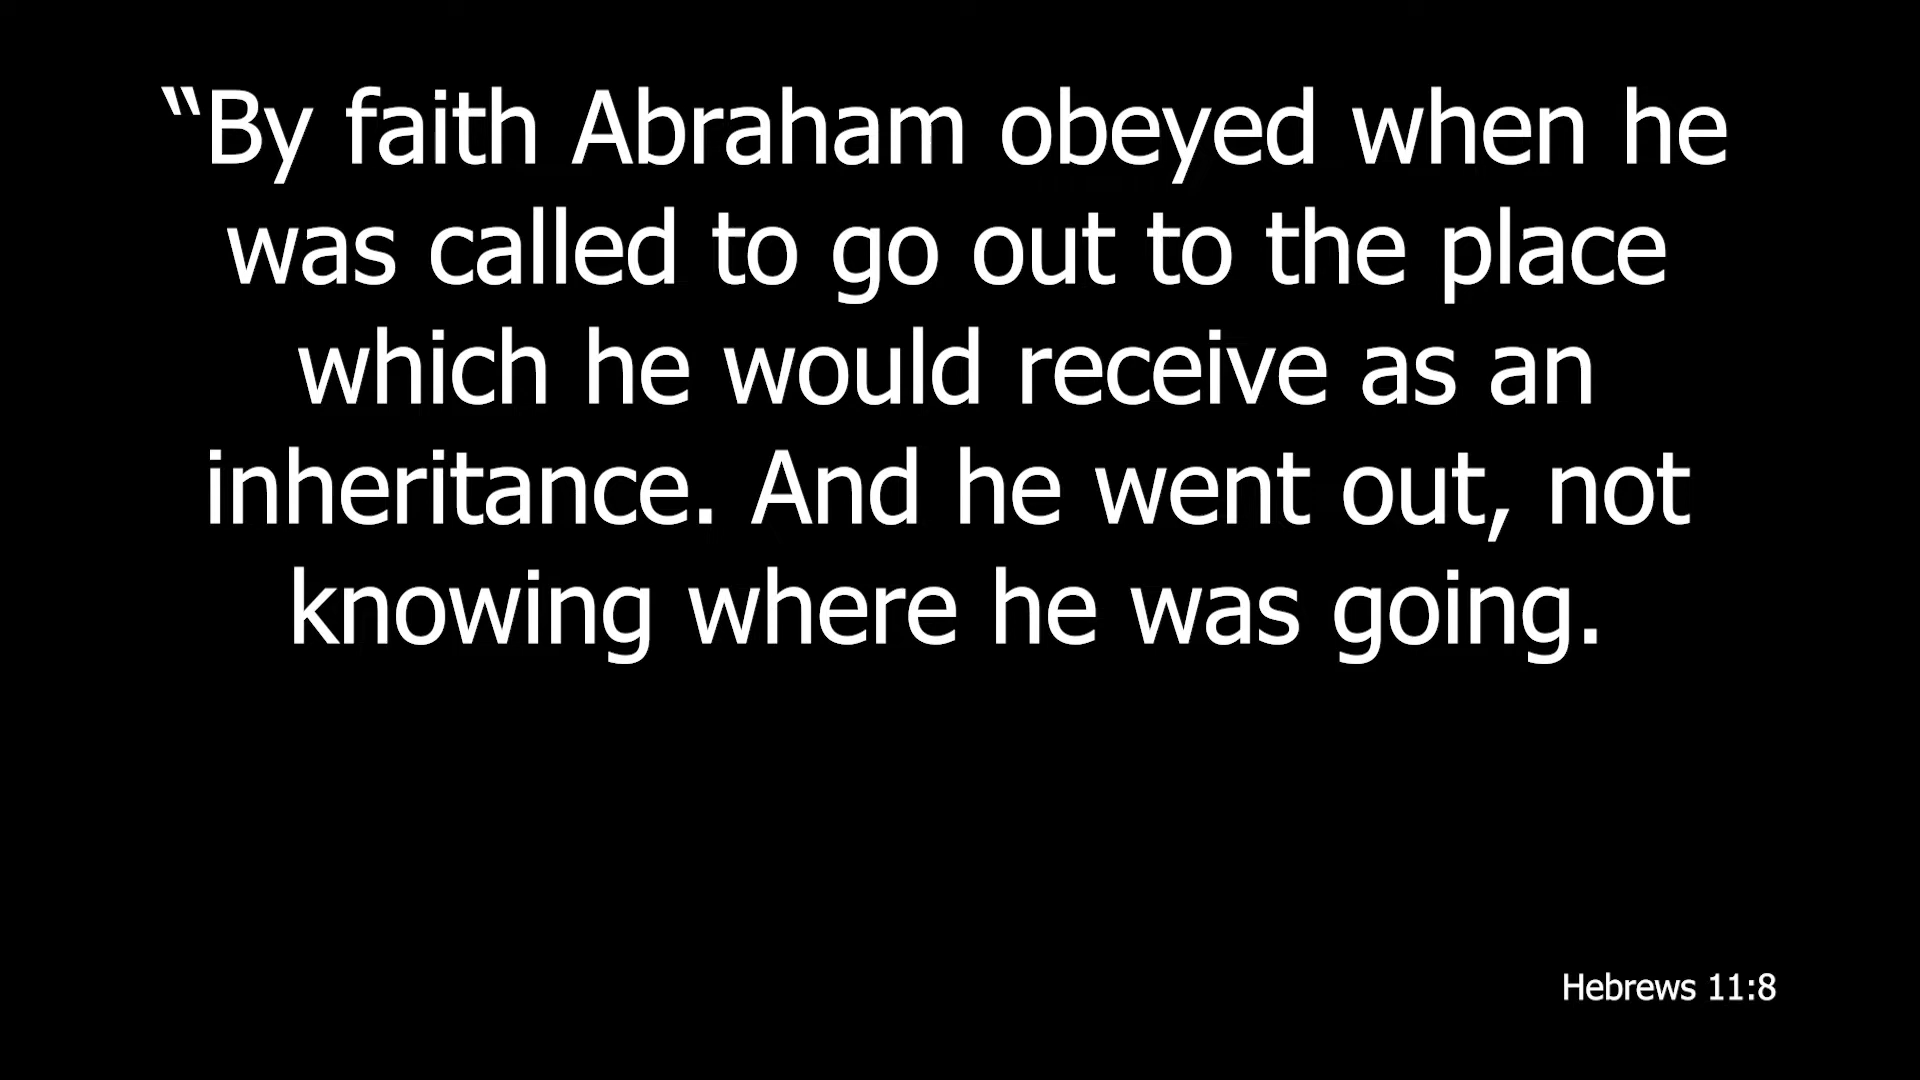 “By faith Abraham obeyed when he
was called to go out to the place
which he would receive as an
inheritance. And he went out, not
knowing where he was going.
Hebrews 11:8